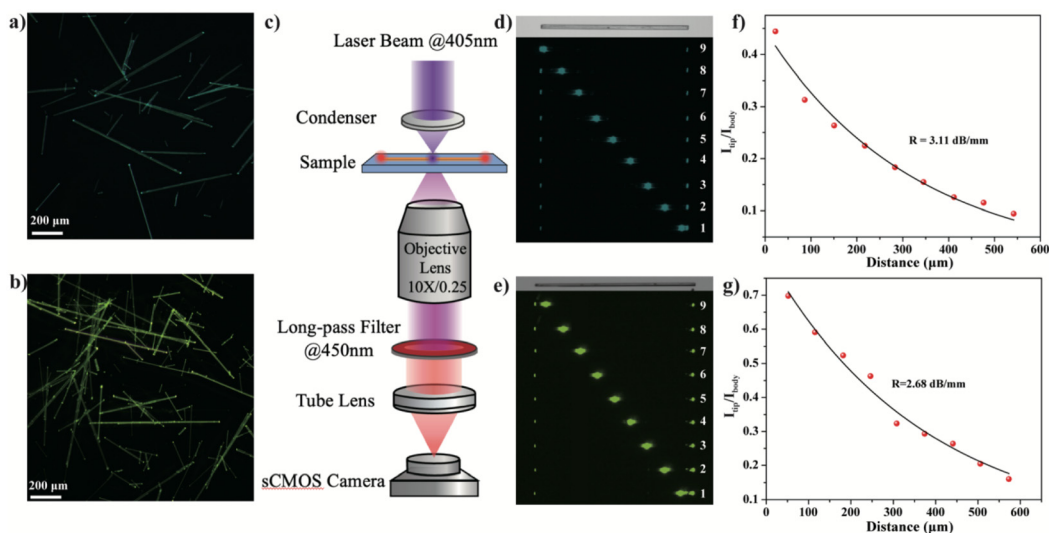 a)
200 µm
b)
200 µm
c)
Laser Beam @405nm
Condenser
Sample
Objective
Lens
10X/0.25
Long-pass Filter
@450nm
Tube Lens
sCMOS Camera
d)
9
8
7
6
5
4
3
2
1
e)
9
8
7
6
5
4
3
2
1
f)
0.4
0.3
0.2
0.1
I_tip/I_body
R = 3.11 dB/mm
0 100 200 300 400 500 600
Distance (µm)
g)
0.7
0.6
0.5
0.4
0.3
0.2
0.1
I_tip/I_body
R=2.68 dB/mm
0 100 200 300 400 500 600
Distance (µm)